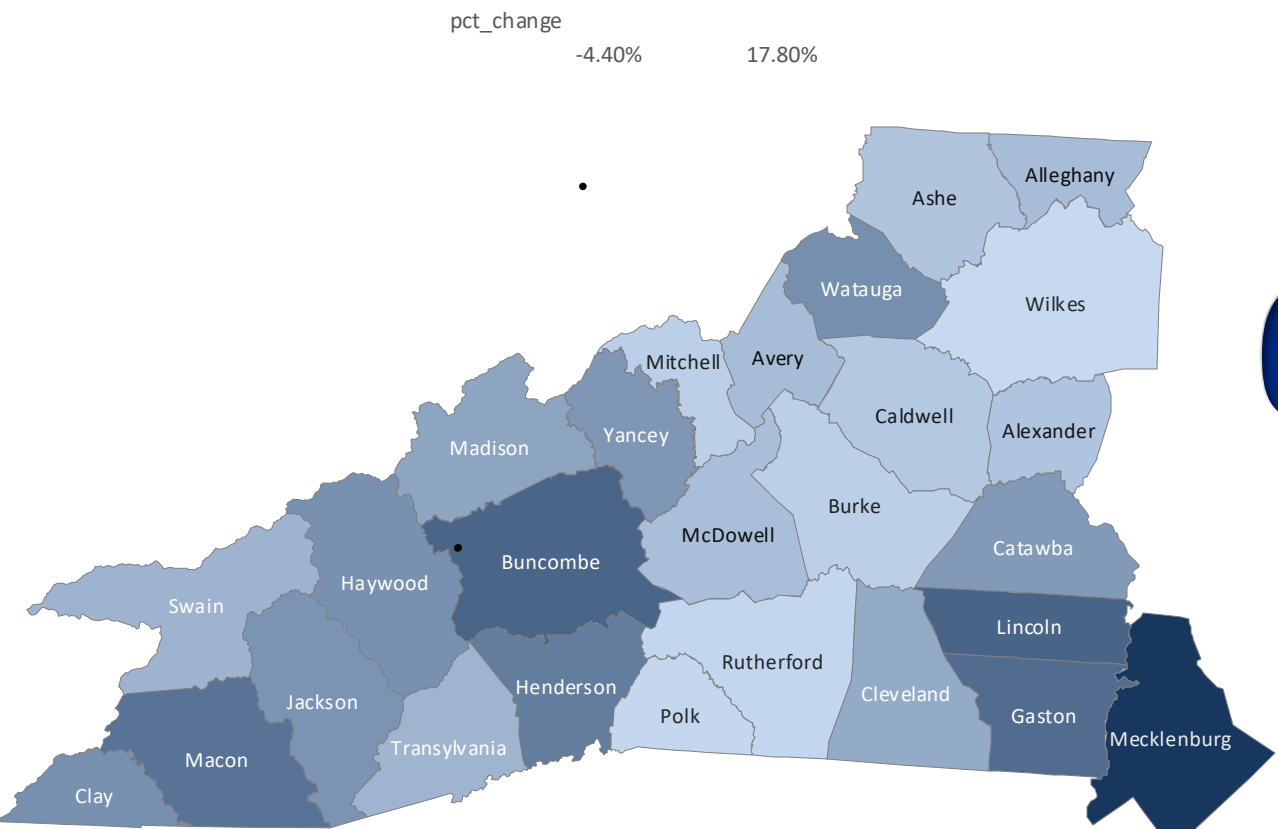 pct_change
-4.40% 17.80%
Alleghany
Ashe
Watauga
Wilkes
Mitchell
Avery
Caldwell
Alexander
Yancey
Madison
Burke
McDowell
Catawba
Buncombe
Haywood
Swain
Lincoln
Rutherford
Henderson
Cleveland
Jackson
Polk
Gaston
Mecklenburg
Transylvania
Macon
Clay